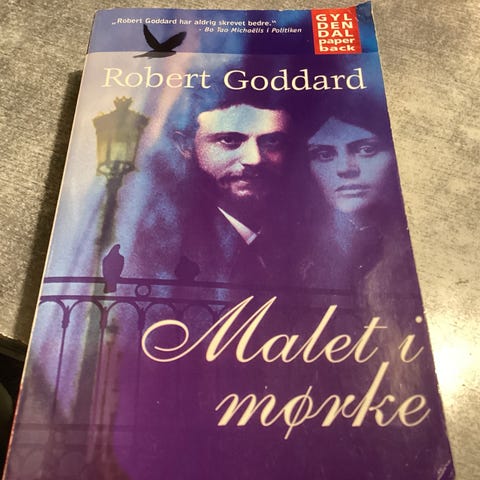 „Robert Goddard har aldrig skrevet bedre.“
- Bo Tao Michaëlis i Politiken
GYL
DEN
DAL
paper
back
Robert Goddard
Malet i
mørke